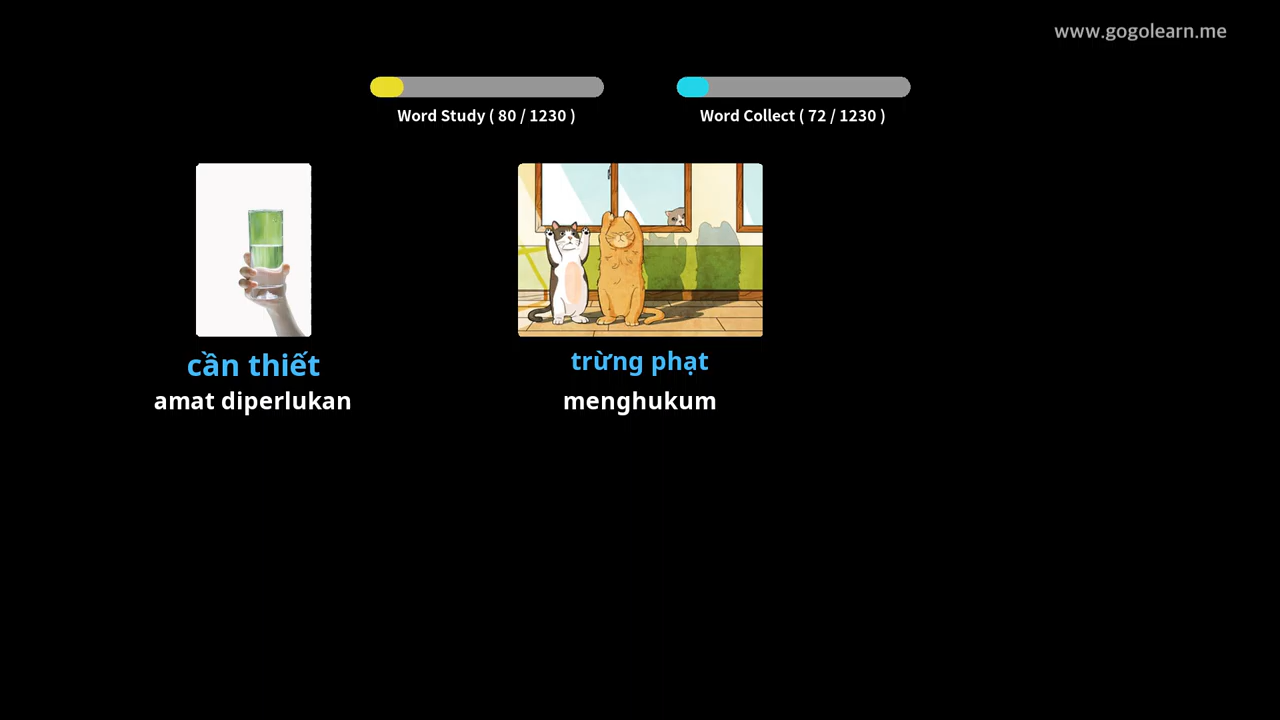 www.gogolearn.me
Word Study ( 80 / 1230 )
Word Collect ( 72 / 1230 )
cần thiết
amat diperlukan
trừng phạt
menghukum